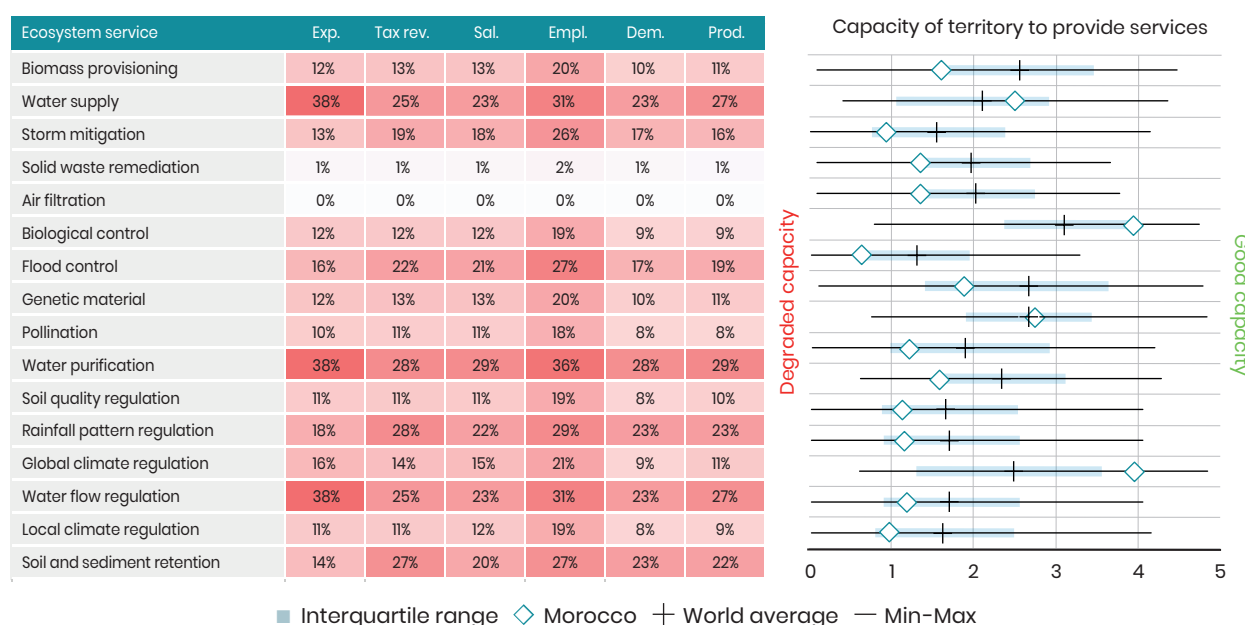 Capacity of territory to provide services
Ecosystem service Exp. Tax rev. Sal. Empl. Dem. Prod.
Biomass provisioning 12% 13% 13% 20% 10% 11%
Water supply 38% 25% 23% 31% 23% 27%
Storm mitigation 13% 19% 18% 26% 17% 16%
Solid waste remediation 1% 1% 1% 2% 1% 1%
Air filtration 0% 0% 0% 0% 0% 0%
Biological control 12% 12% 12% 19% 9% 9%
Flood control 16% 22% 21% 27% 17% 19%
Genetic material 12% 13% 13% 20% 10% 11%
Pollination 10% 11% 11% 18% 8% 8%
Water purification 38% 28% 29% 36% 28% 29%
Soil quality regulation 11% 11% 11% 19% 8% 10%
Rainfall pattern regulation 18% 28% 22% 29% 23% 23%
Global climate regulation 16% 14% 15% 21% 9% 11%
Water flow regulation 38% 25% 23% 31% 23% 27%
Local climate regulation 11% 11% 12% 19% 8% 9%
Soil and sediment retention 14% 27% 20% 27% 23% 22%
Degraded capacity
Good capacity
0 1 2 3 4 5
Interquartile range Morocco World average Min-Max